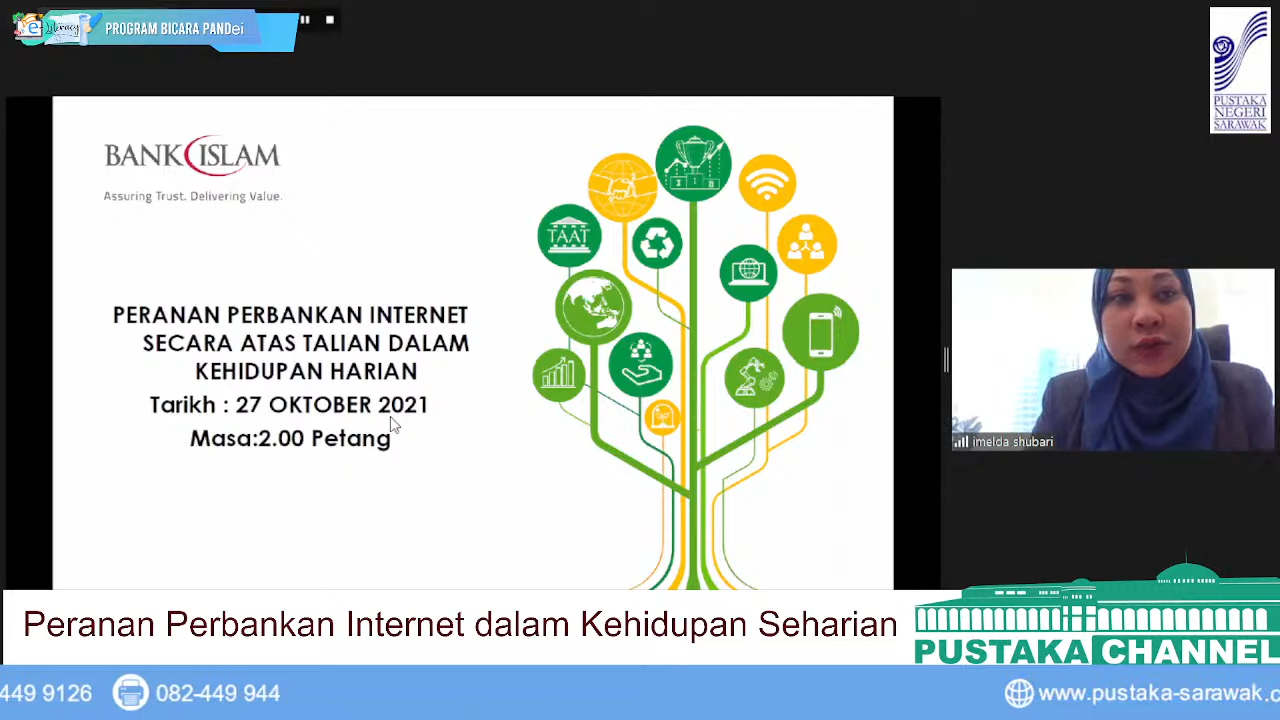 e-Literacy
PROGRAM BICARA PANDei
PUSTAKA
NEGERI
SARAWAK
BANK ISLAM
Assuring Trust. Delivering Value.
TAAT
PERANAN PERBANKAN INTERNET
SECARA ATAS TALIAN DALAM
KEHIDUPAN HARIAN
Tarikh : 27 OKTOBER 2021
Masa:2.00 Petang
imelda shubari
Peranan Perbankan Internet dalam Kehidupan Seharian
PUSTAKA CHANNEL
449 9126
082-449 944
www.pustaka-sarawak.c